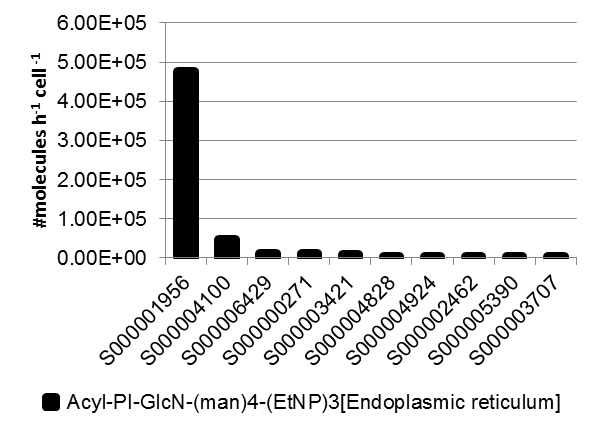 6.00E+05
5.00E+05
4.00E+05
3.00E+05
2.00E+05
1.00E+05
0.00E+00
#molecules h⁻¹ cell⁻¹
S000001956
S000004100
S000006429
S000000271
S000003421
S000004828
S000004924
S000002462
S000005390
S000003707
Acyl-PI-GlcN-(man)4-(EtNP)3[Endoplasmic reticulum]